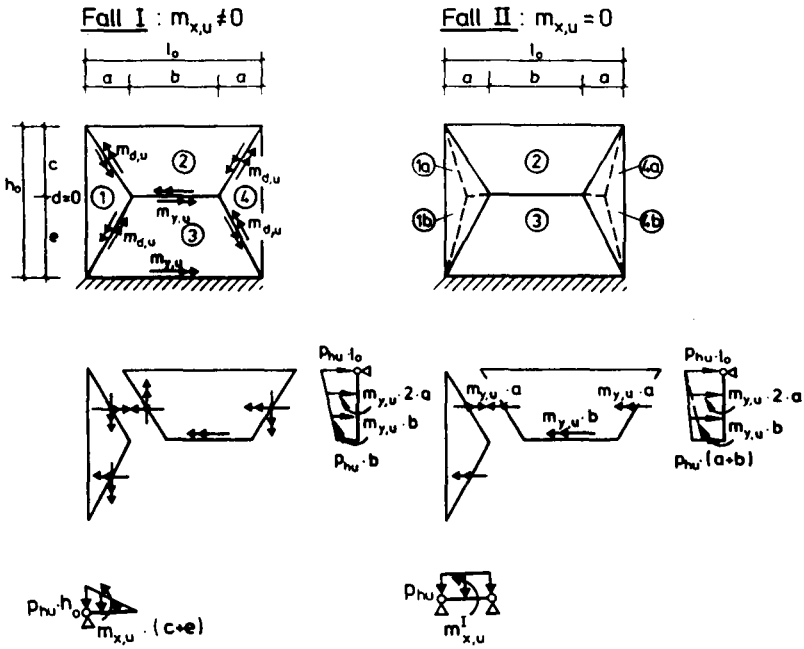 Fall I : m_x,u ≠ 0
Fall II : m_x,u = 0
l_o
l_o
a b a
a b a
h_o
c
d=0
e
m_d,u
m_d,u
m_d,u
m_d,u
1
2
3
4
m_y,u
m_y,u
1a
1b
2
3
4a
4b
p_hu·l_o
m_y,u·2·a
m_y,u·b
p_hu·b
m_y,u·a
m_y,u·a
m_y,u·b
p_hu·l_o
m_y,u·2·a
m_y,u·b
p_hu·(a+b)
p_hu·h_o
m_x,u·(c+e)
p_hu
m^I_x,u